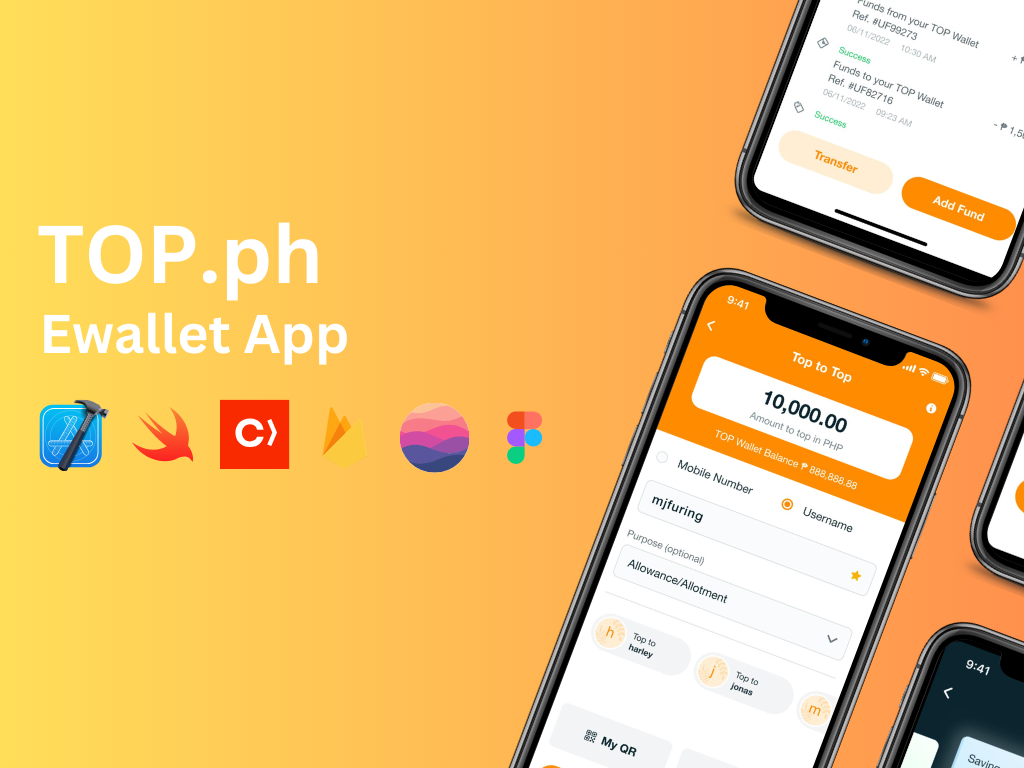 TOP.ph
Ewallet App
C⟩
Funds from your TOP Wallet
Ref. #UF99273
06/11/2022 10:30 AM
+ ₱
Success
Funds to your TOP Wallet
Ref. #UF82716
06/11/2022 09:23 AM
- ₱ 1,50
Success
Transfer
Add Fund
9:41
Top to Top
10,000.00
Amount to top in PHP
TOP Wallet Balance ₱ 888,888.88
Mobile Number
Username
mjfuring
Purpose (optional)
Allowance/Allotment
h
Top to
harley
j
Top to
jonas
m
My QR
9:41